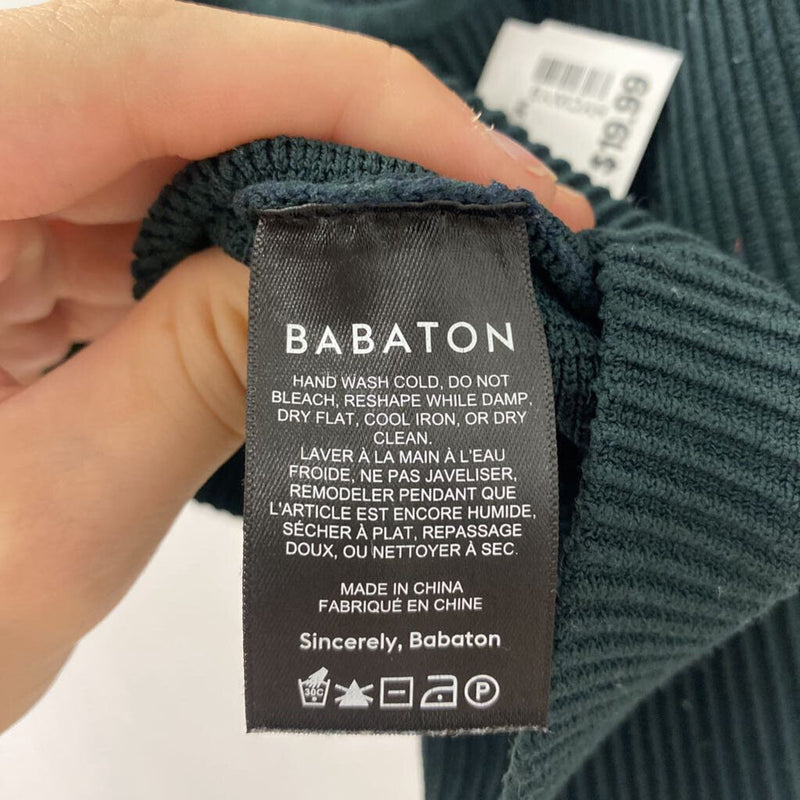 $19.99
BABATON
HAND WASH COLD, DO NOT
BLEACH, RESHAPE WHILE DAMP,
DRY FLAT, COOL IRON, OR DRY
CLEAN.
LAVER À LA MAIN À L'EAU
FROIDE, NE PAS JAVELISER,
REMODELER PENDANT QUE
L'ARTICLE EST ENCORE HUMIDE,
SÉCHER À PLAT, REPASSAGE
DOUX, OU NETTOYER À SEC.
MADE IN CHINA
FABRIQUÉ EN CHINE
Sincerely, Babaton
30C P